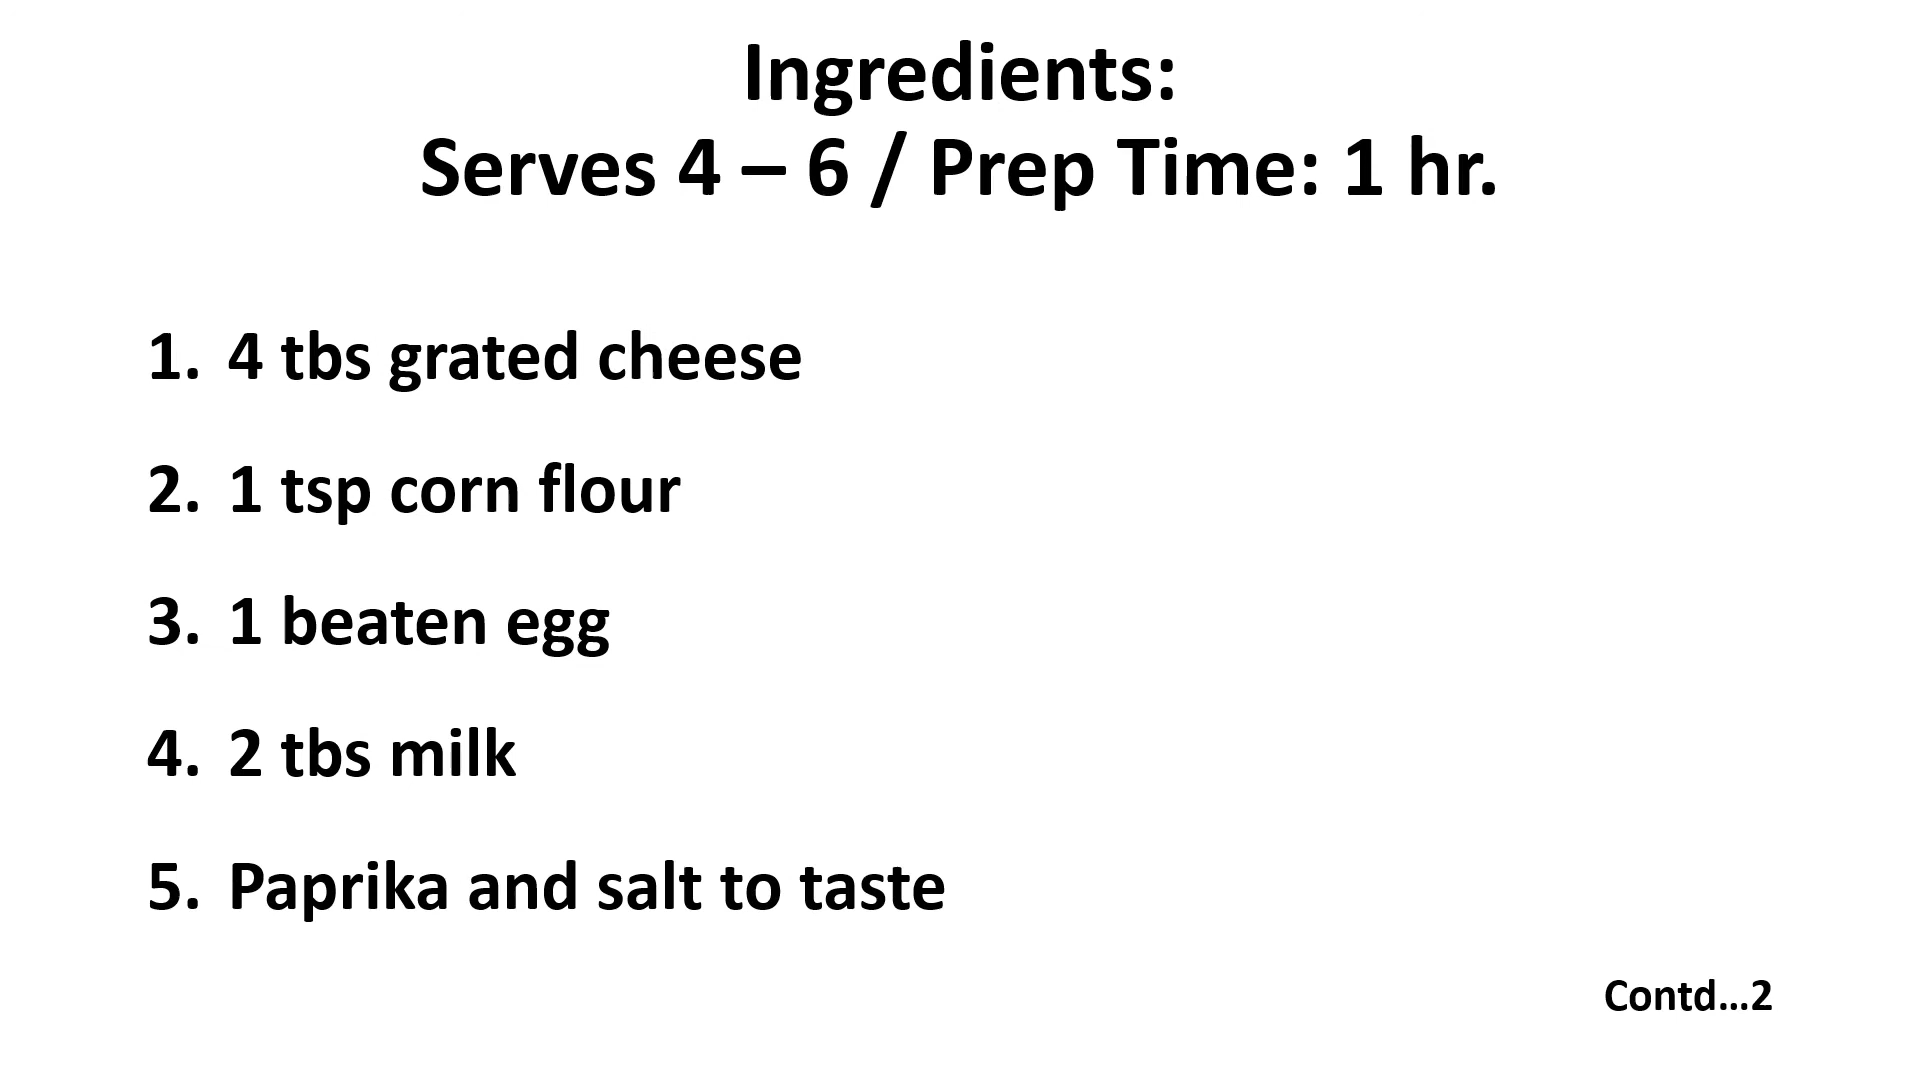 Ingredients:
Serves 4 – 6 / Prep Time: 1 hr.
1. 4 tbs grated cheese
2. 1 tsp corn flour
3. 1 beaten egg
4. 2 tbs milk
5. Paprika and salt to taste
Contd...2